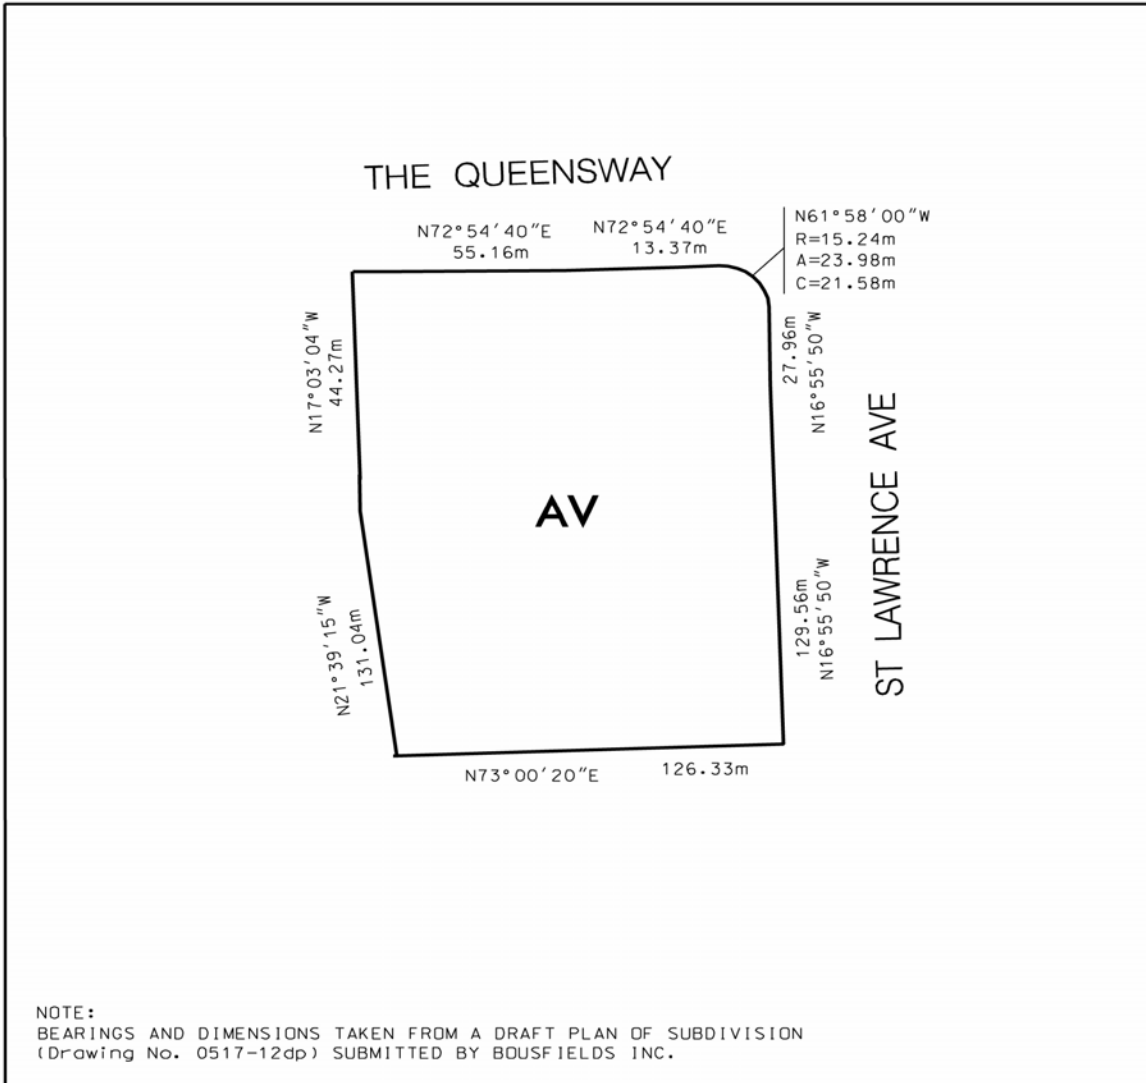 THE QUEENSWAY
N72°54'40"E
55.16m
N72°54'40"E
13.37m
N61°58'00"W
R=15.24m
A=23.98m
C=21.58m
N17°03'04"W
44.27m
27.96m
N16°55'50"W
ST LAWRENCE AVE
AV
N21°39'15"W
131.04m
129.56m
N16°55'50"W
N73°00'20"E
126.33m
NOTE:
BEARINGS AND DIMENSIONS TAKEN FROM A DRAFT PLAN OF SUBDIVISION
(Drawing No. 0517-12dp) SUBMITTED BY BOUSFIELDS INC.